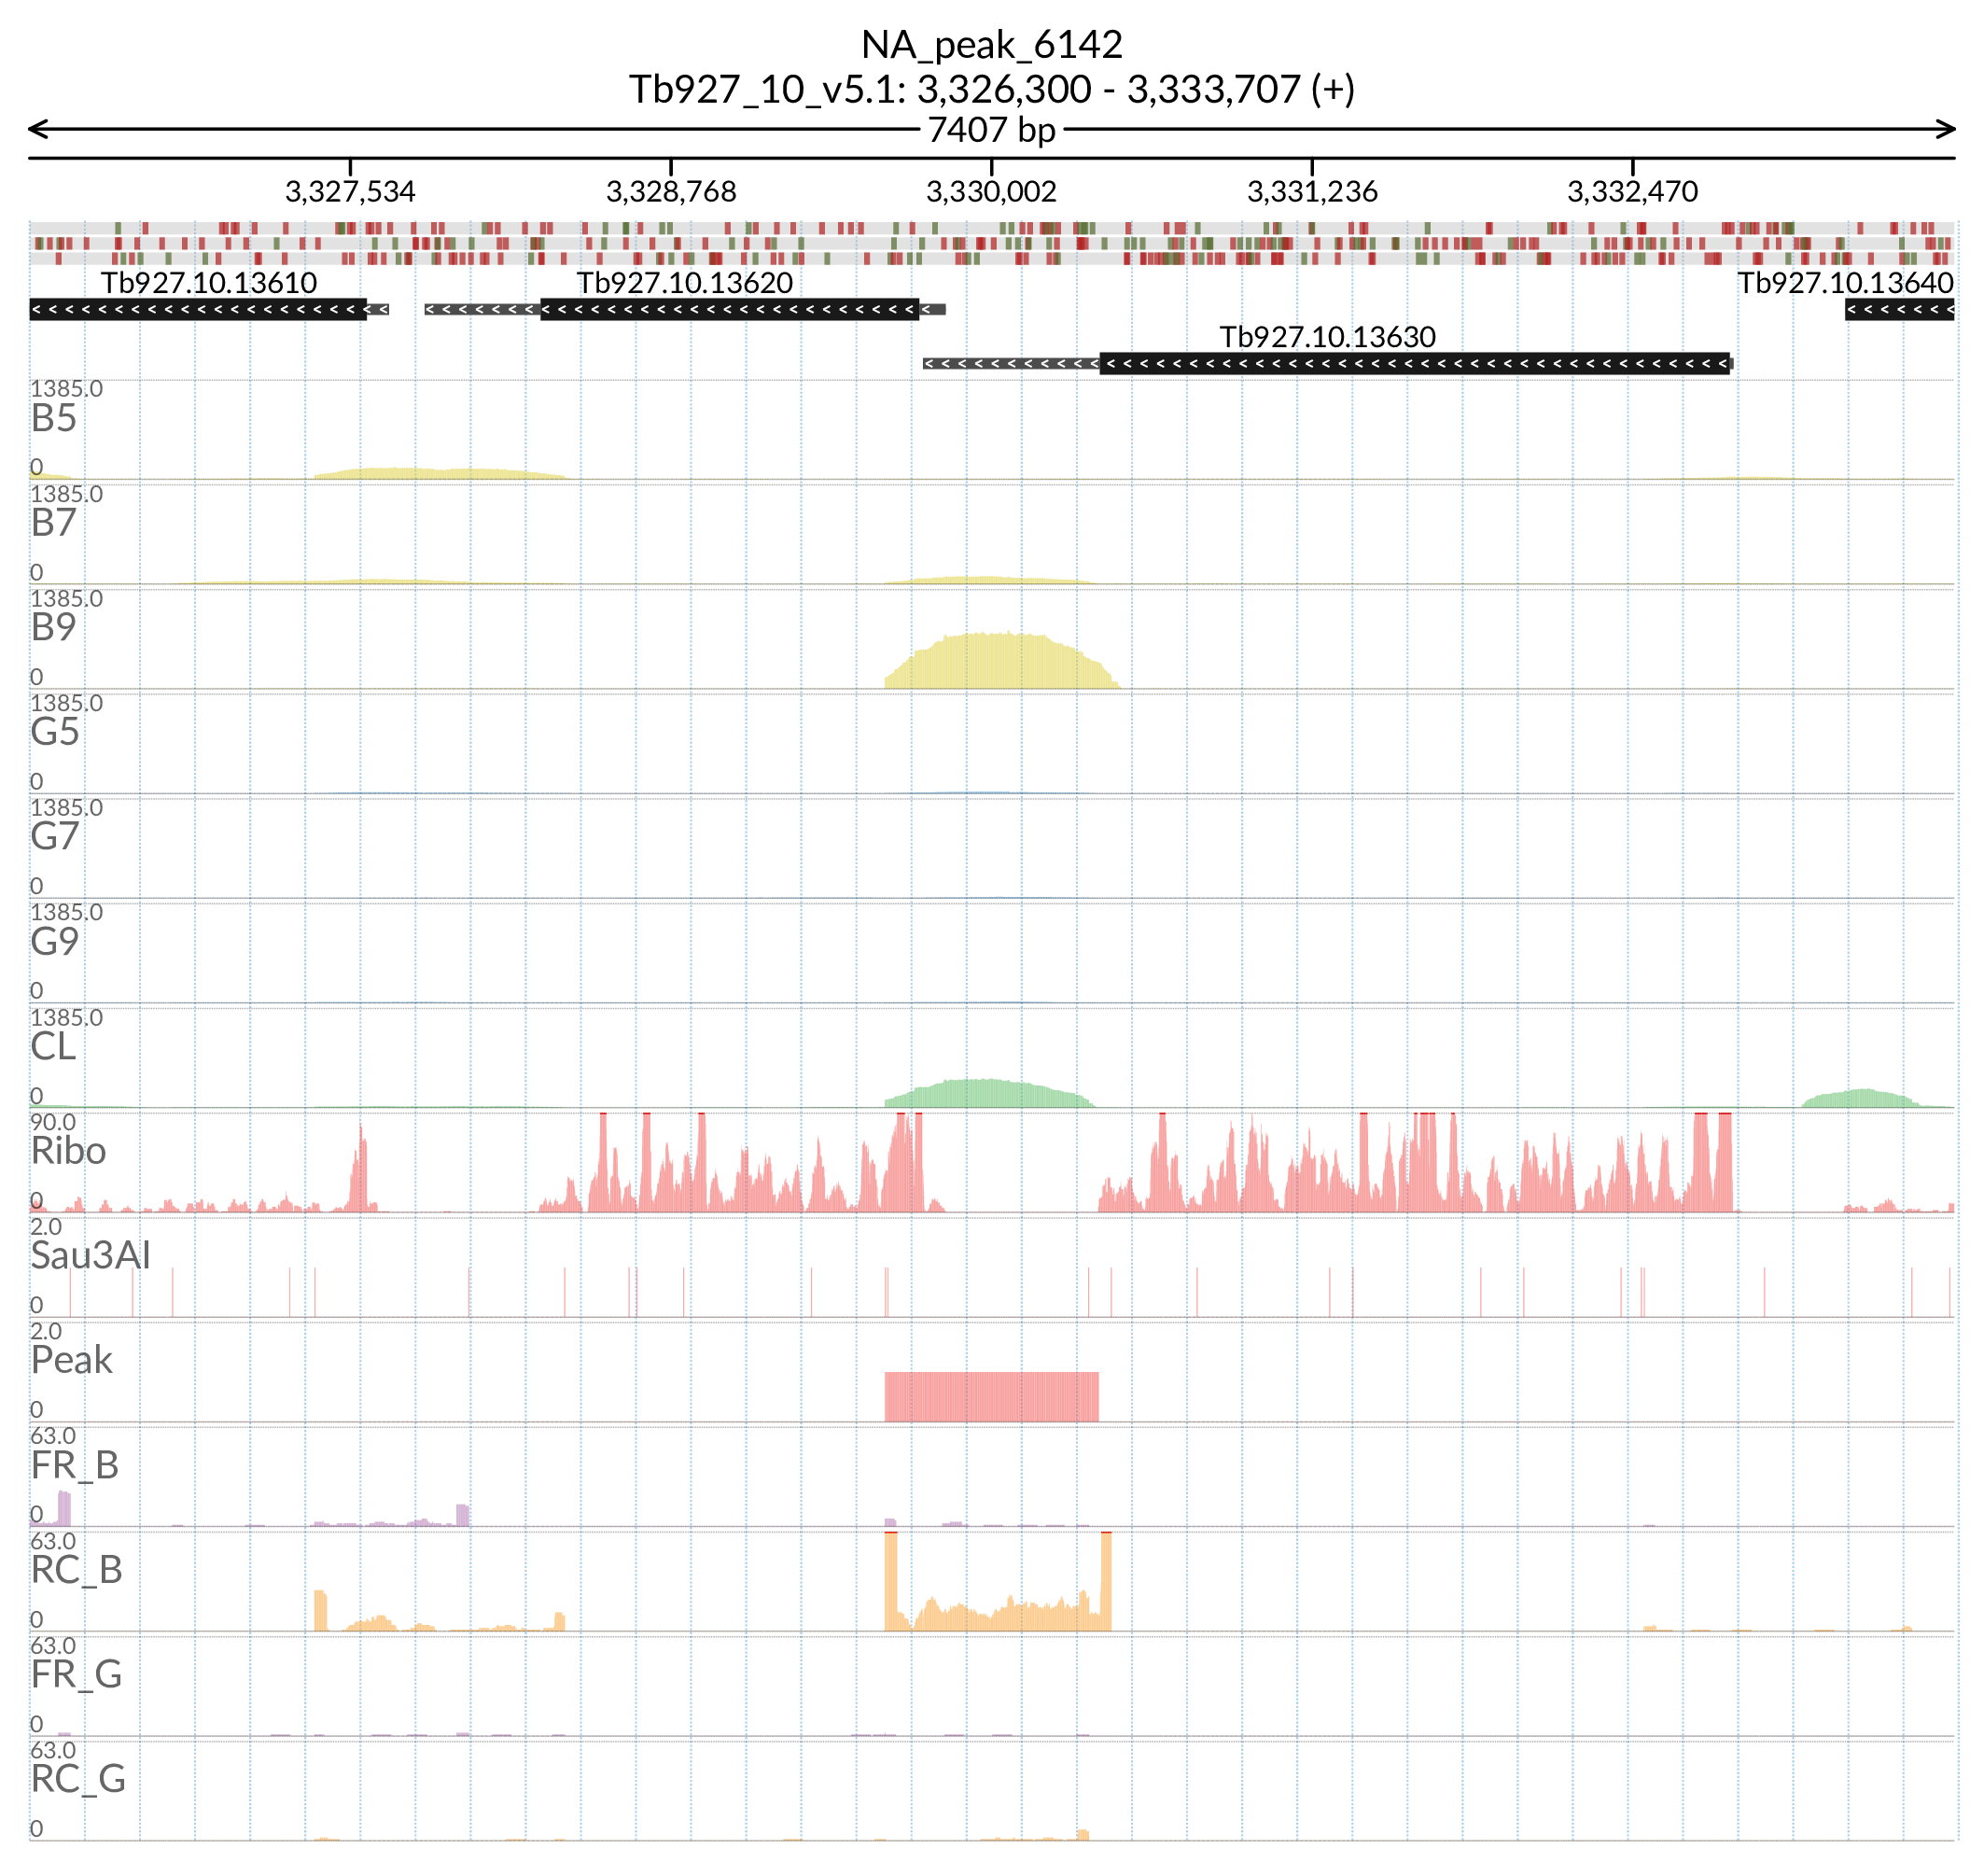 NA_peak_6142
Tb927_10_v5.1: 3,326,300 - 3,333,707 (+)
7407 bp
3,327,534 3,328,768 3,330,002 3,331,236 3,332,470
Tb927.10.13610 Tb927.10.13620 Tb927.10.13640
Tb927.10.13630
1385.0
B5
0
1385.0
B7
0
1385.0
B9
0
1385.0
G5
0
1385.0
G7
0
1385.0
G9
0
1385.0
CL
0
90.0
Ribo
0
2.0
Sau3AI
0
2.0
Peak
0
63.0
FR_B
0
63.0
RC_B
0
63.0
FR_G
0
63.0
RC_G
0